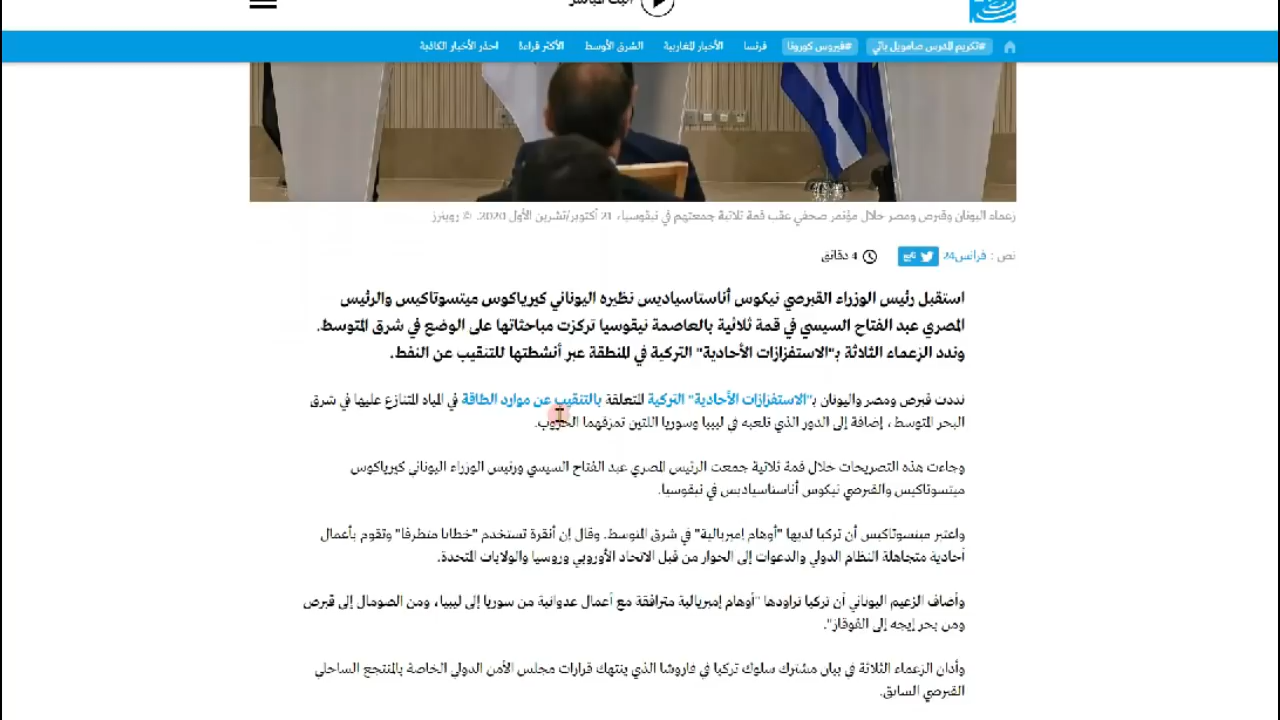 البث المباشر
#تكريم المدرس صامويل باتي
#فيروس كورونا
فرنسا
الأخبار المغاربية
الشرق الأوسط
الأكثر قراءة
احذر الأخبار الكاذبة
زعماء اليونان وقبرص ومصر خلال مؤتمر صحفي عقب قمة ثلاثية جمعتهم في نيقوسيا، 21 أكتوبر/تشرين الأول 2020. © رويترز
نص : فرانس24 تابع 4 دقائق
استقبل رئيس الوزراء القبرصي نيكوس أناستاسياديس نظيره اليوناني كيرياكوس ميتسوتاكيس والرئيس
المصري عبد الفتاح السيسي في قمة ثلاثية بالعاصمة نيقوسيا تركزت مباحثاتها على الوضع في شرق المتوسط.
وندد الزعماء الثلاثة بـ"الاستفزازات الأحادية" التركية في المنطقة عبر أنشطتها للتنقيب عن النفط.
نددت قبرص ومصر واليونان بـ"الاستفزازات الأحادية" التركية المتعلقة بالتنقيب عن موارد الطاقة في المياه المتنازع عليها في شرق
البحر المتوسط، إضافة إلى الدور الذي تلعبه في ليبيا وسوريا اللتين تمزقهما الحروب.
وجاءت هذه التصريحات خلال قمة ثلاثية جمعت الرئيس المصري عبد الفتاح السيسي ورئيس الوزراء اليوناني كيرياكوس
ميتسوتاكيس والقبرصي نيكوس أناستاسياديس في نيقوسيا.
واعتبر ميتسوتاكيس أن تركيا لديها "أوهام إمبريالية" في شرق المتوسط. وقال إن أنقرة تستخدم "خطابا متطرفا" وتقوم بأعمال
أحادية متجاهلة النظام الدولي والدعوات إلى الحوار من قبل الاتحاد الأوروبي وروسيا والولايات المتحدة.
وأضاف الزعيم اليوناني أن تركيا تراودها "أوهام إمبريالية مترافقة مع أعمال عدوانية من سوريا إلى ليبيا، ومن الصومال إلى قبرص
ومن بحر إيجه إلى القوقاز".
وأدان الزعماء الثلاثة في بيان مشترك سلوك تركيا في فاروشا الذي ينتهك قرارات مجلس الأمن الدولي الخاصة بالمنتجع الساحلي
القبرصي السابق.